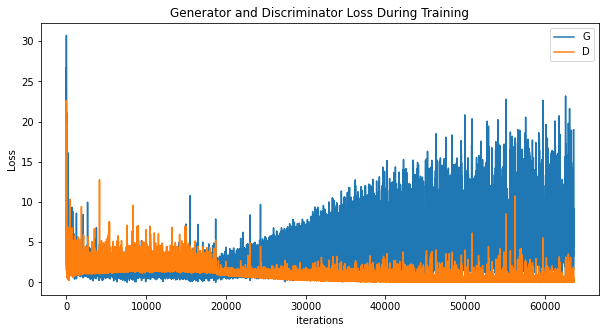 Generator and Discriminator Loss During Training
G
D
Loss
30
25
20
15
10
5
0
0 10000 20000 30000 40000 50000 60000
iterations